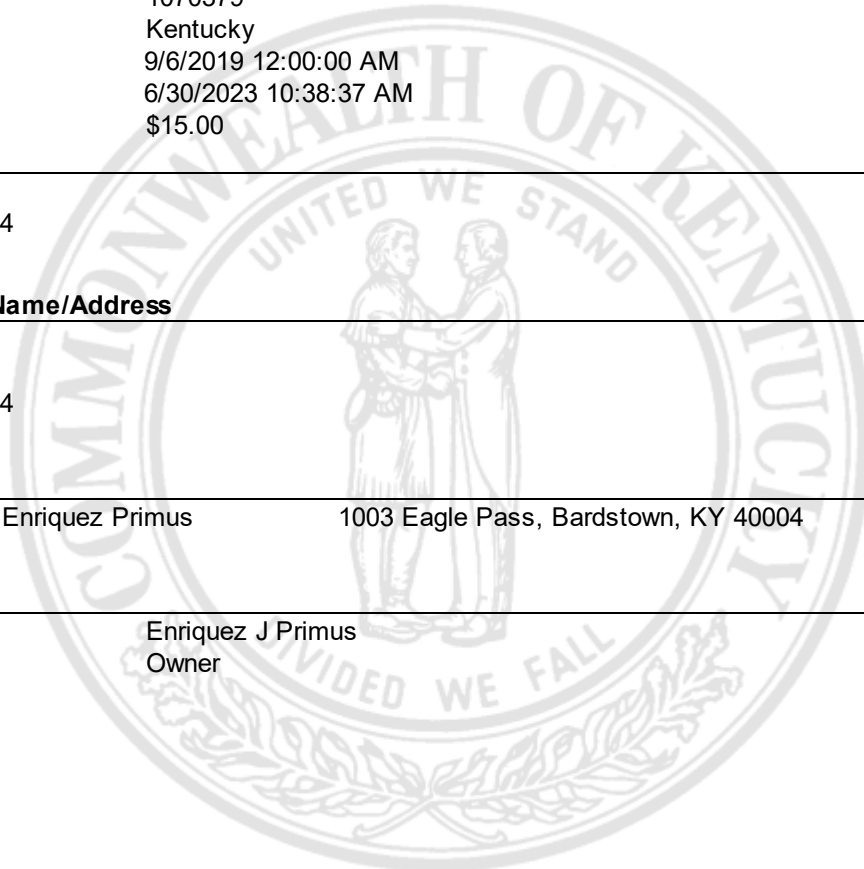 Kentucky
9/6/2019 12:00:00 AM
6/30/2023 10:38:37 AM
$15.00
4
Name/Address
4
Enriquez Primus 1003 Eagle Pass, Bardstown, KY 40004
Enriquez J Primus
Owner
COMMONWEALTH OF KENTUCKY
UNITED WE STAND
DIVIDED WE FALL